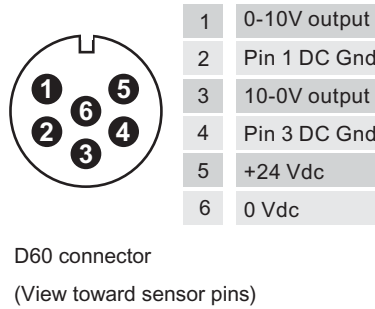 1 0-10V output
2 Pin 1 DC Gnd
3 10-0V output
4 Pin 3 DC Gnd
5 +24 Vdc
6 0 Vdc
1 5
6
2 4
3
D60 connector
(View toward sensor pins)